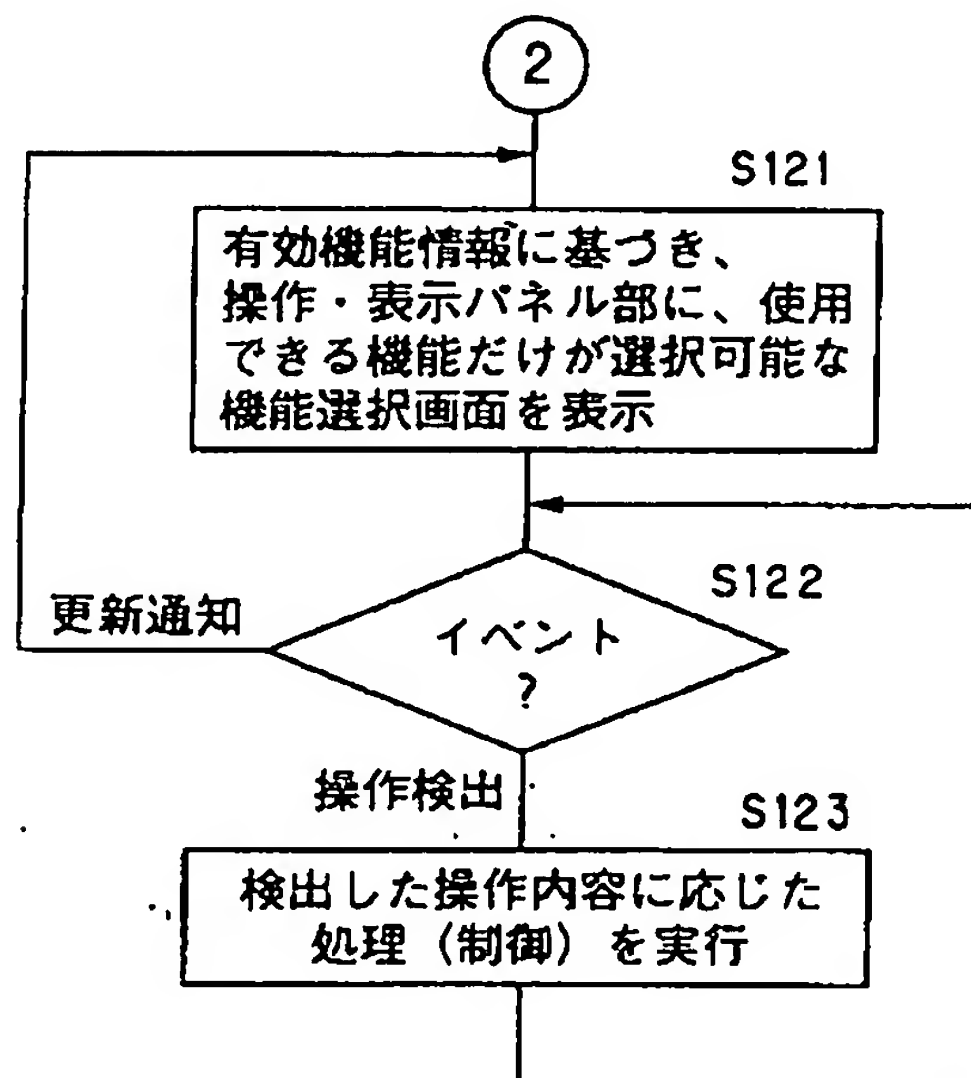 2
S121
有効機能情報に基づき、
操作・表示パネル部に、使用
できる機能だけが選択可能な
機能選択画面を表示
S122
更新通知
イベント
?
操作検出
S123
検出した操作内容に応じた
処理（制御）を実行